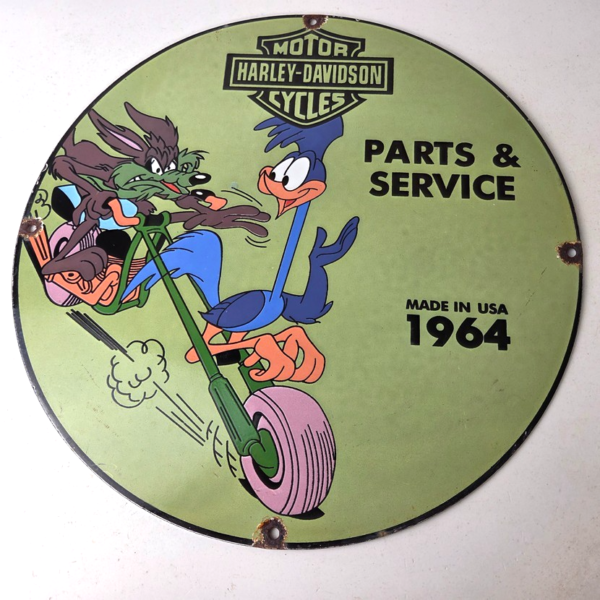 MOTOR
HARLEY-DAVIDSON
CYCLES
PARTS &
SERVICE
MADE IN USA
1964